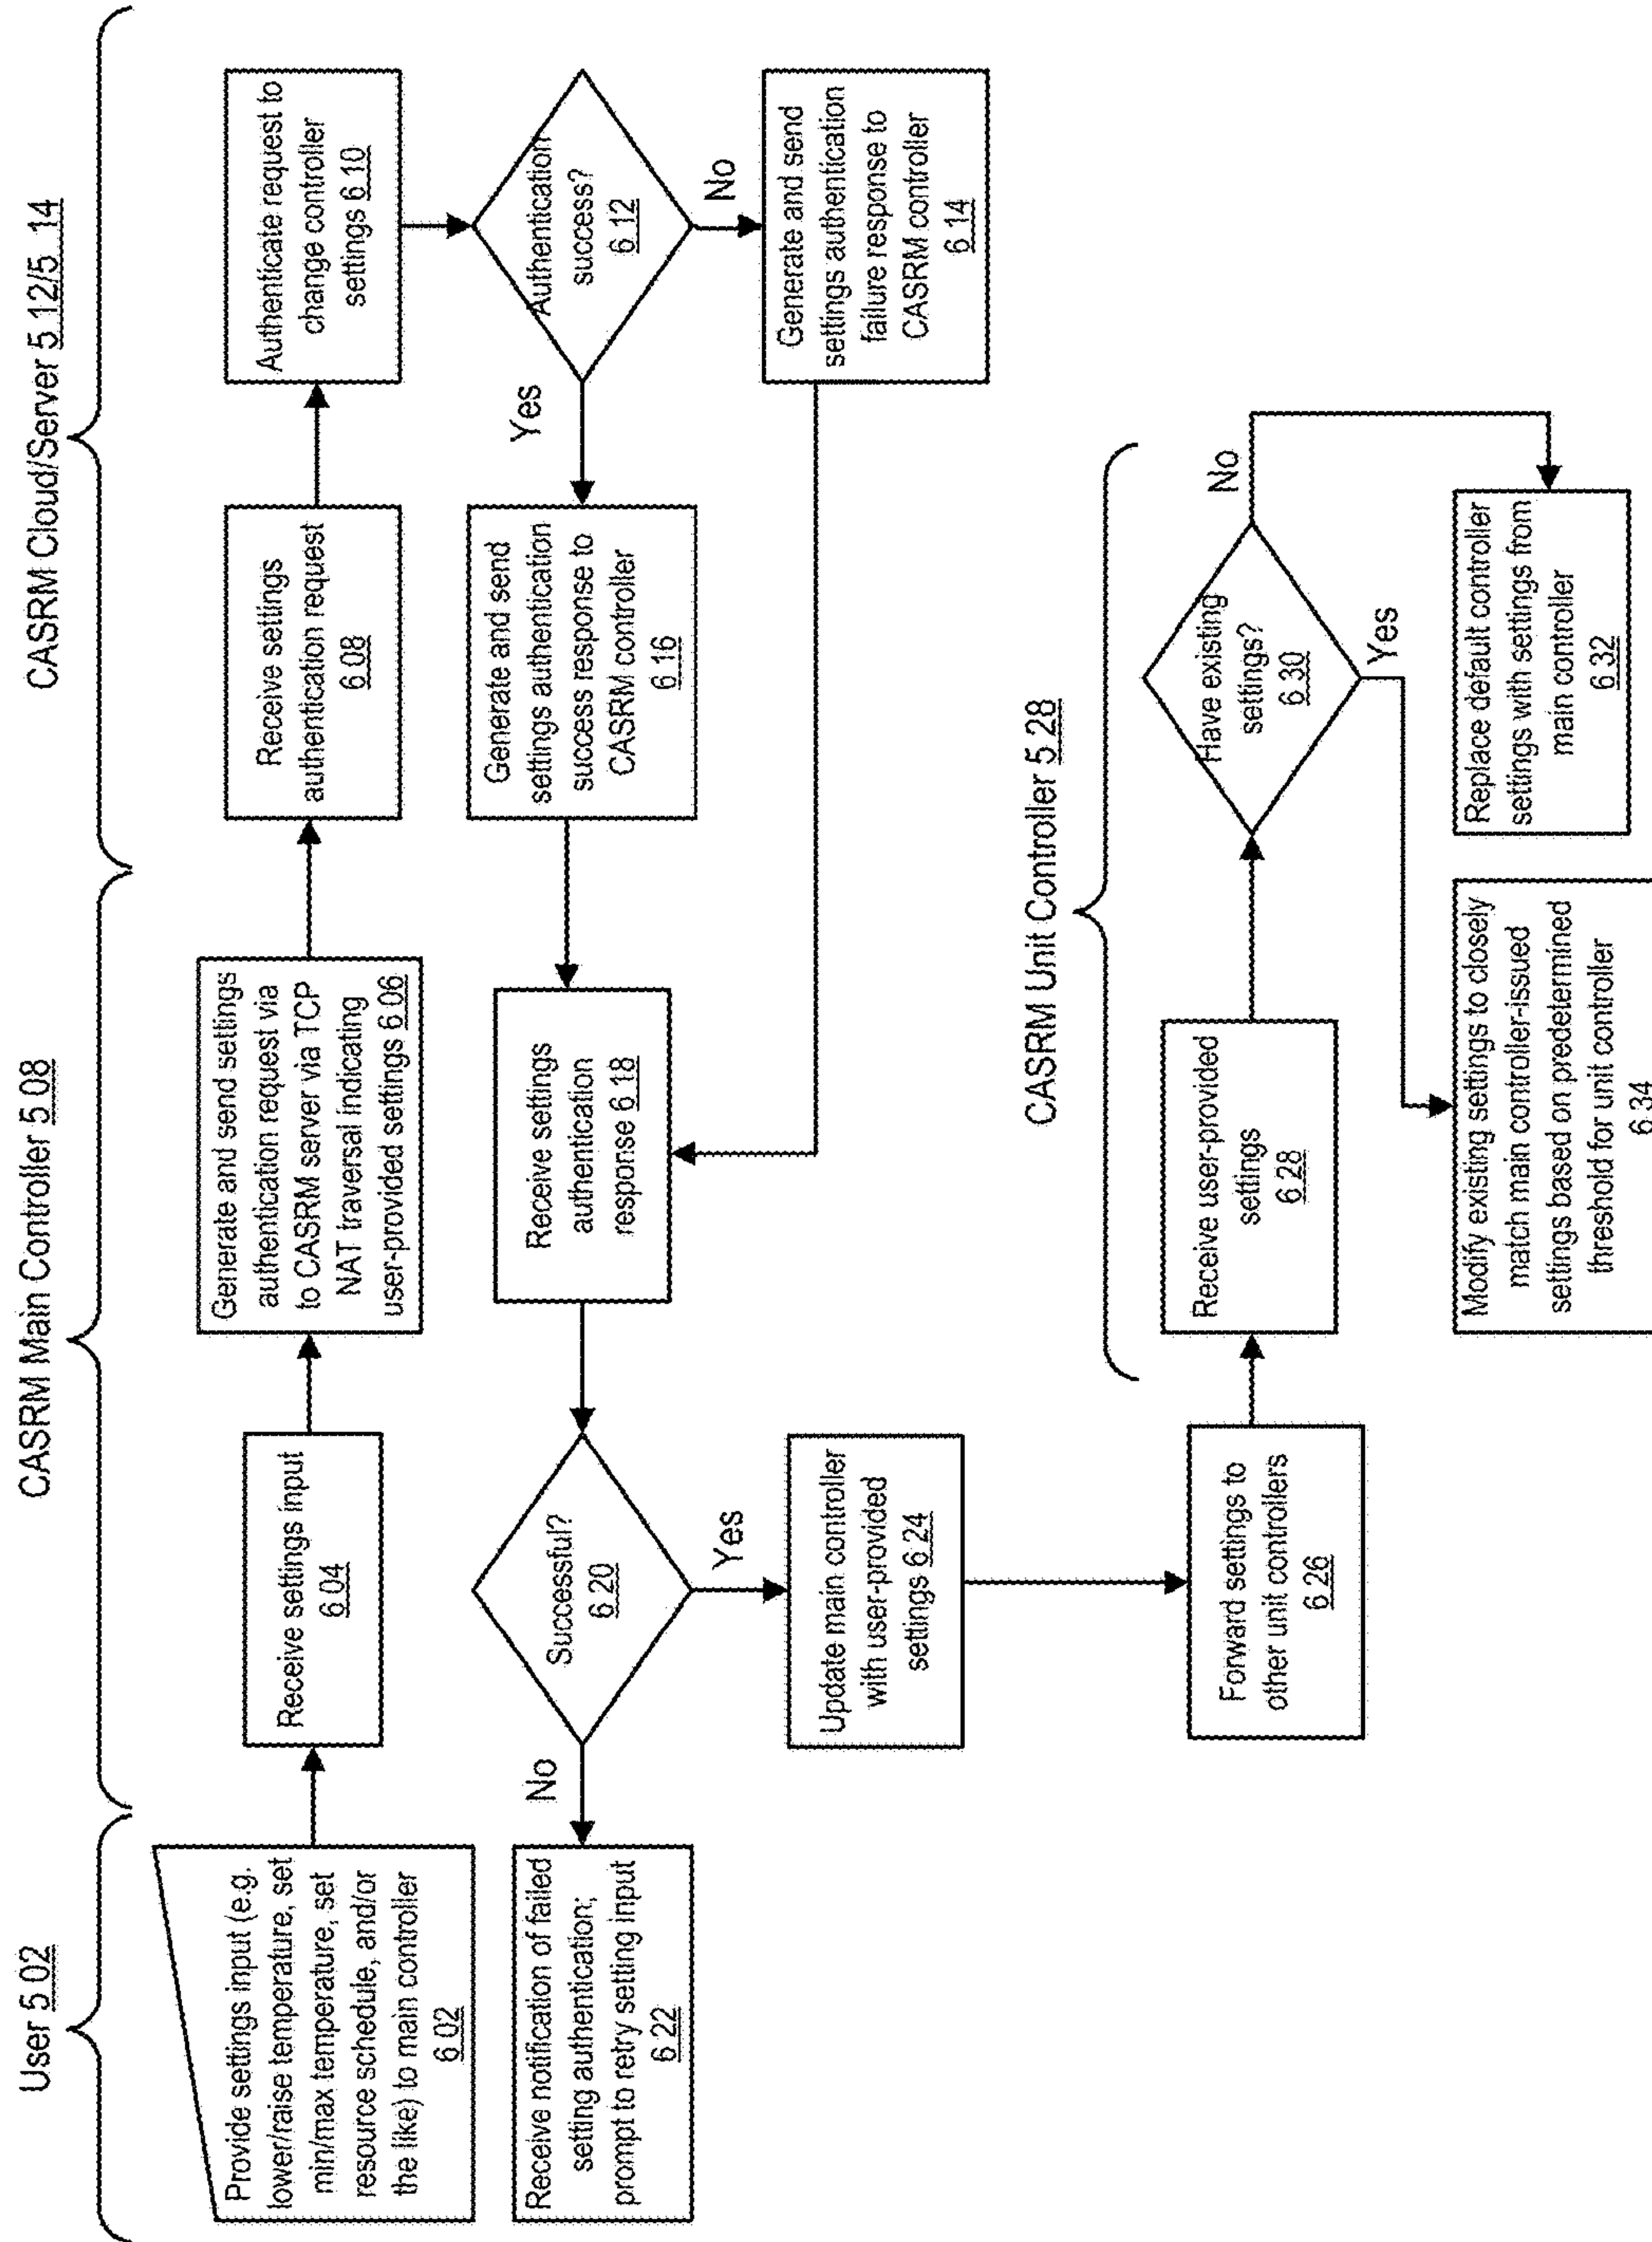 User 5 02
CASRM Main Controller 5 08
CASRM Cloud/Server 5 12/5 14
Provide settings input (e.g.
lower/raise temperature, set
min/max temperature, set
resource schedule, and/or
the like) to main controller
6 02
Receive settings input
6 04
Generate and send settings
authentication request via
to CASRM server via TCP
NAT traversal indicating
user-provided settings 6 06
Receive settings
authentication request
6 08
Authenticate request to
change controller
settings 6 10
Authentication
success?
6 12
Yes
No
Generate and send
settings authentication
failure response to
CASRM controller
6 14
Generate and send
settings authentication
success response to
CASRM controller
6 16
Receive settings
authentication
response 6 18
Successful?
6 20
No
Yes
Receive notification of failed
setting authentication;
prompt to retry setting input
6 22
Update main controller
with user-provided
settings 6 24
Forward settings to
other unit controllers
6 26
CASRM Unit Controller 5 28
Receive user-provided
settings
6 28
Have existing
settings?
6 30
No
Yes
Replace default controller
settings with settings from
main controller
6 32
Modify existing settings to closely
match main controller-issued
settings based on predetermined
threshold for unit controller
6 34